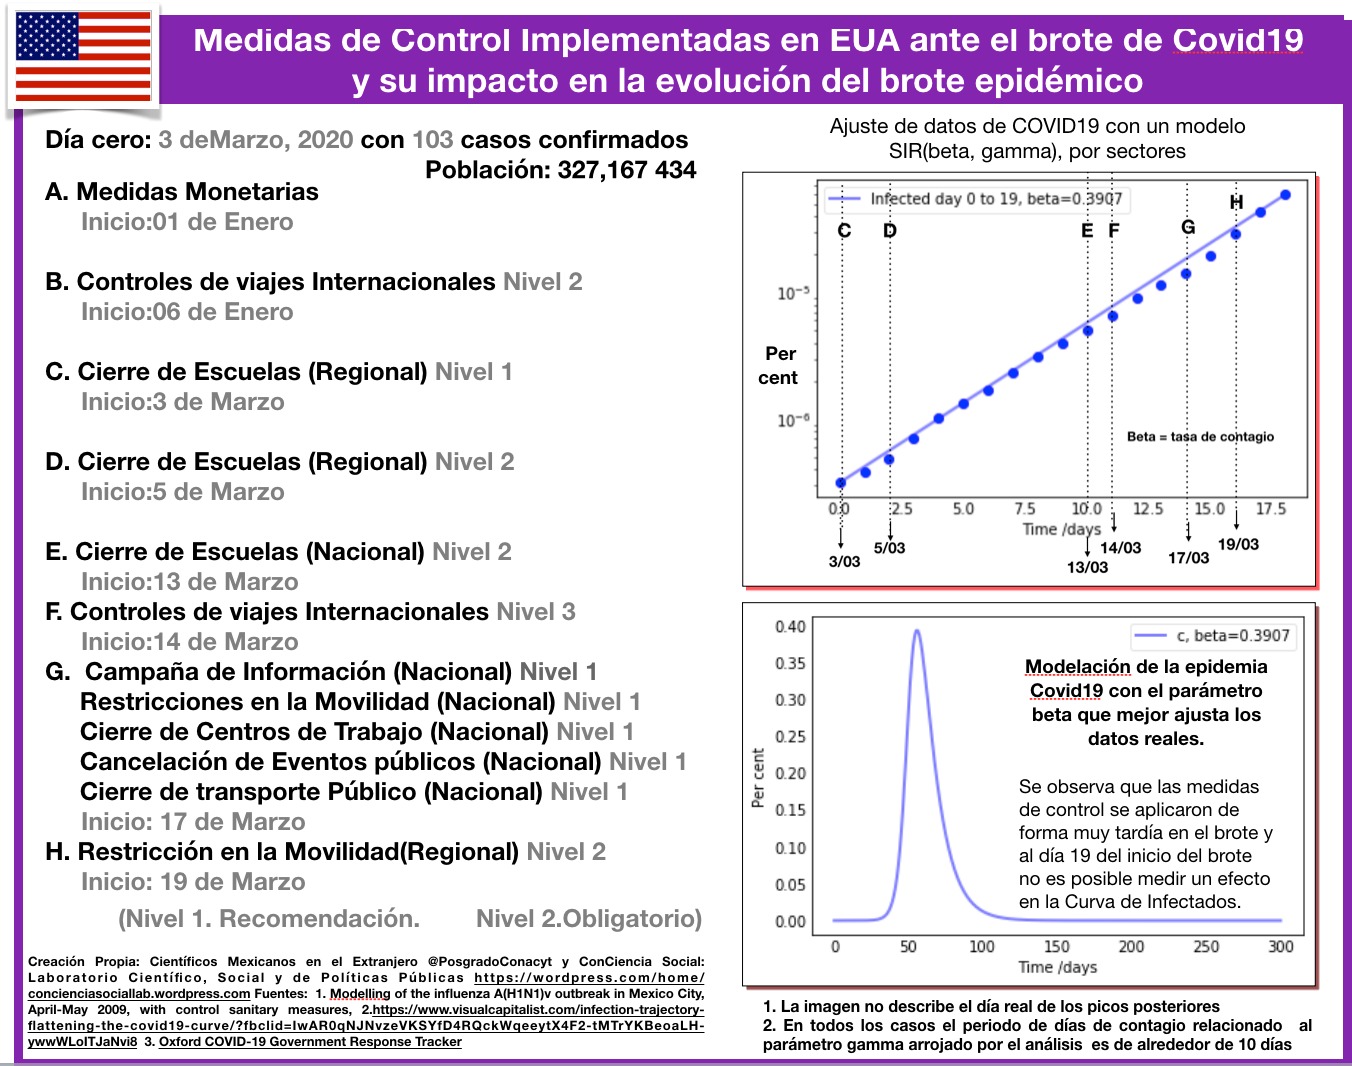 Medidas de Control Implementadas en EUA ante el brote de Covid19
y su impacto en la evolución del brote epidémico
Día cero: 3 deMarzo, 2020 con 103 casos confirmados
Población: 327,167 434
A. Medidas Monetarias
Inicio:01 de Enero
B. Controles de viajes Internacionales Nivel 2
Inicio:06 de Enero
C. Cierre de Escuelas (Regional) Nivel 1
Inicio:3 de Marzo
D. Cierre de Escuelas (Regional) Nivel 2
Inicio:5 de Marzo
E. Cierre de Escuelas (Nacional) Nivel 2
Inicio:13 de Marzo
F. Controles de viajes Internacionales Nivel 3
Inicio:14 de Marzo
G. Campaña de Información (Nacional) Nivel 1
Restricciones en la Movilidad (Nacional) Nivel 1
Cierre de Centros de Trabajo (Nacional) Nivel 1
Cancelación de Eventos públicos (Nacional) Nivel 1
Cierre de transporte Público (Nacional) Nivel 1
Inicio: 17 de Marzo
H. Restricción en la Movilidad(Regional) Nivel 2
Inicio: 19 de Marzo
(Nivel 1. Recomendación. Nivel 2.Obligatorio)
Creación Propia: Científicos Mexicanos en el Extranjero @PosgradoConacyt y ConCiencia Social:
Laboratorio Científico, Social y de Políticas Públicas https://wordpress.com/home/
concienciasociallab.wordpress.com Fuentes: 1. Modelling of the influenza A(H1N1)v outbreak in Mexico City,
April-May 2009, with control sanitary measures, 2.https://www.visualcapitalist.com/infection-trajectory-
flattening-the-covid19-curve/?fbclid=IwAR0qNJNvzeVKSYfD4RQckWqeeytX4F2-tMTrYKBeoaLH-
ywwWLoITJaNvi8 3. Oxford COVID-19 Government Response Tracker
Ajuste de datos de COVID19 con un modelo
SIR(beta, gamma), por sectores
Infected day 0 to 19, beta=0.3907
C D E F G H
10⁻⁵
Per
cent
10⁻⁶
Beta = tasa de contagio
0.0 2.5 5.0 7.5 10.0 12.5 15.0 17.5
Time /days
3/03 5/03 13/03 14/03 17/03 19/03
0.40
0.35
0.30
0.25
0.20
0.15
0.10
0.05
0.00
Per cent
c, beta=0.3907
Modelación de la epidemia
Covid19 con el parámetro
beta que mejor ajusta los
datos reales.
Se observa que las medidas
de control se aplicaron de
forma muy tardía en el brote y
al día 19 del inicio del brote
no es posible medir un efecto
en la Curva de Infectados.
0 50 100 150 200 250 300
Time /days
1. La imagen no describe el día real de los picos posteriores
2. En todos los casos el periodo de días de contagio relacionado al
parámetro gamma arrojado por el análisis es de alrededor de 10 días